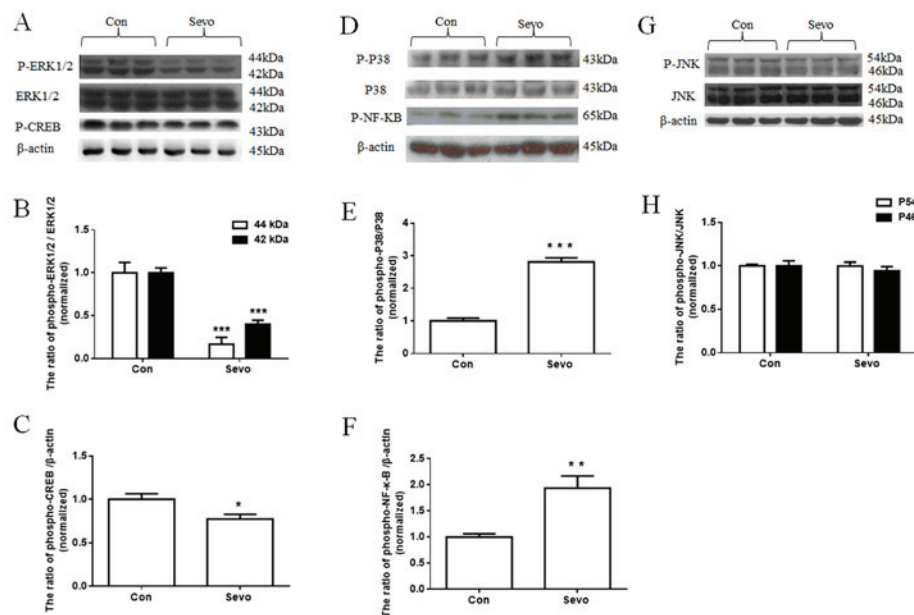 A
Con Sevo
P-ERK1/2 44kDa
42kDa
ERK1/2 44kDa
42kDa
P-CREB 43kDa
β-actin 45kDa
B
The ratio of phospho-ERK1/2 / ERK1/2
(normalized)
44 kDa
42 kDa
1.5
1.0
0.5
0.0
*** ***
Con Sevo
C
The ratio of phospho-CREB /β-actin
(normalized)
1.5
1.0
0.5
0.0
*
Con Sevo
D
Con Sevo
P-P38 43kDa
P38 43kDa
P-NF-KB 65kDa
β-actin 45kDa
E
The ratio of phospho-P38/P38
(normalized)
4
3
2
1
0
***
Con Sevo
F
The ratio of phospho-NF-κ-B /β-actin
(normalized)
2.5
2.0
1.5
1.0
0.5
0.0
**
Con Sevo
G
Con Sevo
P-JNK 54kDa
46kDa
JNK 54kDa
46kDa
β-actin 45kDa
H
The ratio of phospho-JNK/JNK
(normalized)
P54
P46
1.5
1.0
0.5
0.0
Con Sevo